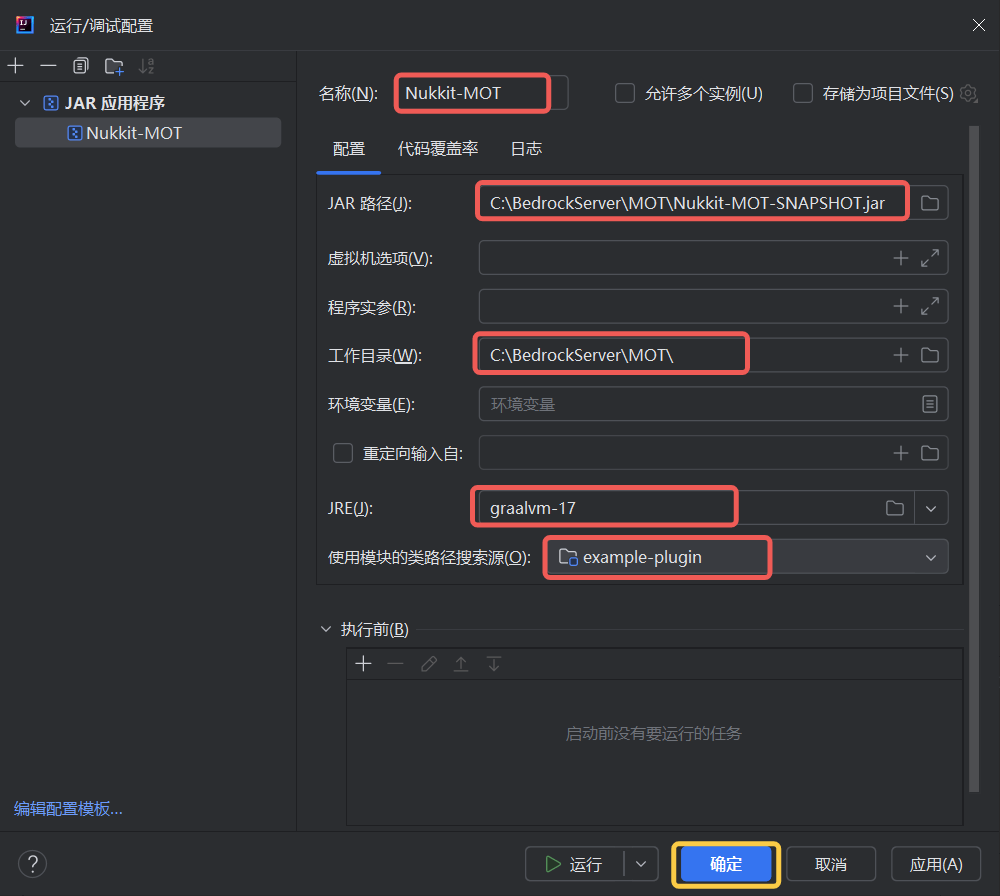 运行/调试配置
JAR 应用程序
Nukkit-MOT
名称(N): Nukkit-MOT 允许多个实例(U) 存储为项目文件(S)
配置 代码覆盖率 日志
JAR 路径(J): C:\BedrockServer\MOT\Nukkit-MOT-SNAPSHOT.jar
虚拟机选项(V):
程序实参(R):
工作目录(W): C:\BedrockServer\MOT\
环境变量(E): 环境变量
重定向输入自:
JRE(J): graalvm-17
使用模块的类路径搜索源(O): example-plugin
执行前(B)
启动前没有要运行的任务
编辑配置模板...
? 运行 确定 取消 应用(A)